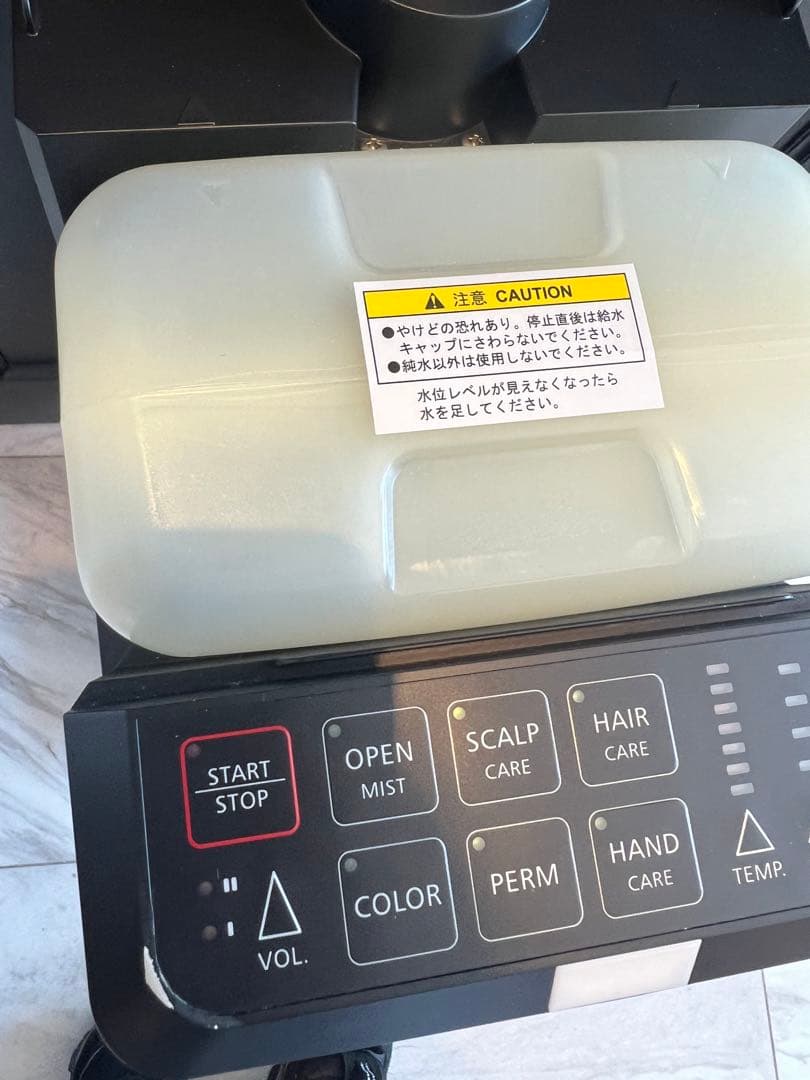 注意 CAUTION
●やけどの恐れあり。停止直後は給水
キャップにさわらないでください。
●純水以外は使用しないでください。
水位レベルが見えなくなったら
水を足してください。
START
STOP
OPEN
MIST
SCALP
CARE
HAIR
CARE
II
I
VOL.
COLOR
PERM
HAND
CARE
TEMP.